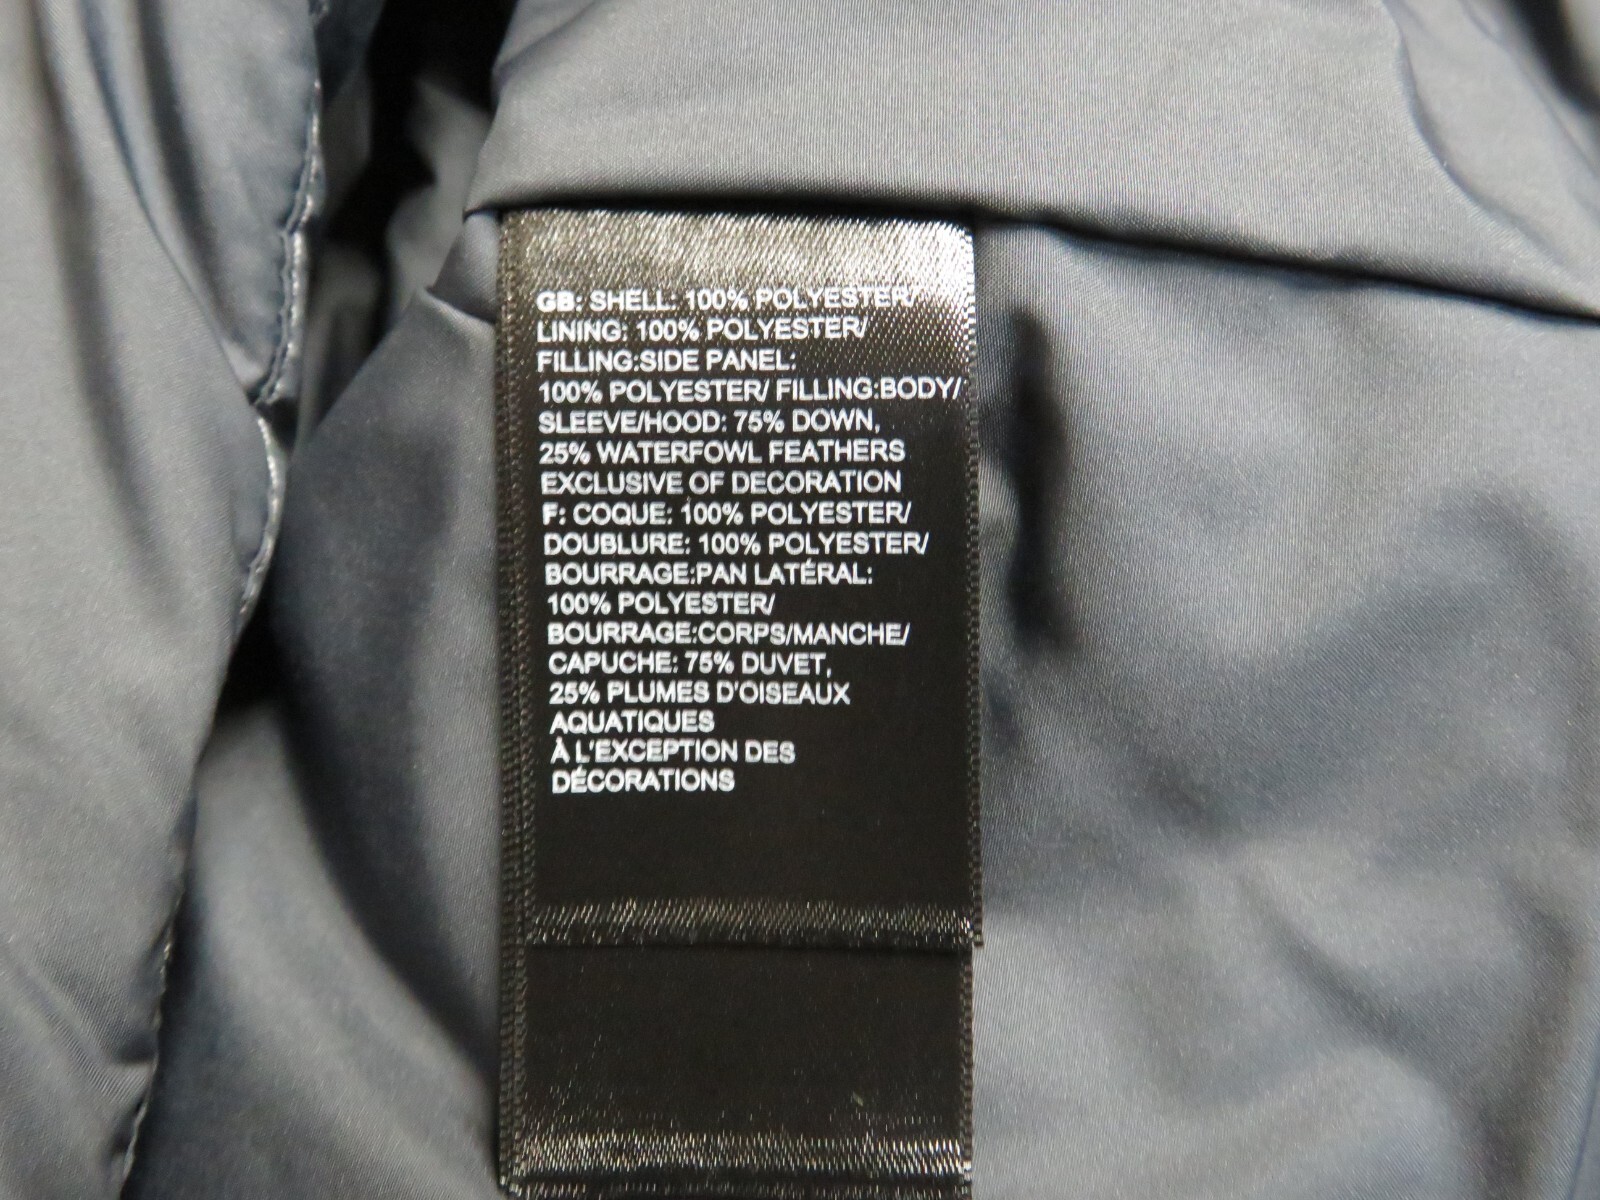 GB: SHELL: 100% POLYESTER/
LINING: 100% POLYESTER/
FILLING:SIDE PANEL:
100% POLYESTER/ FILLING:BODY/
SLEEVE/HOOD: 75% DOWN,
25% WATERFOWL FEATHERS
EXCLUSIVE OF DECORATION
F: COQUE: 100% POLYESTER/
DOUBLURE: 100% POLYESTER/
BOURRAGE:PAN LATÉRAL:
100% POLYESTER/
BOURRAGE:CORPS/MANCHE/
CAPUCHE: 75% DUVET,
25% PLUMES D'OISEAUX
AQUATIQUES
À L'EXCEPTION DES
DÉCORATIONS